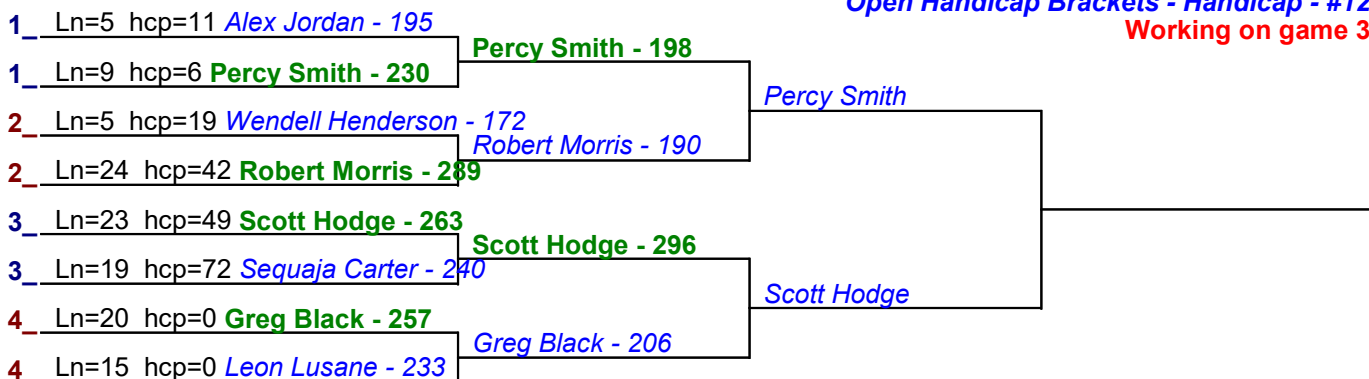 Open Handicap Brackets - Handicap - #12
Working on game 3
1_ Ln=5 hcp=11 Alex Jordan - 195
Percy Smith - 198
1_ Ln=9 hcp=6 Percy Smith - 230
Percy Smith
2_ Ln=5 hcp=19 Wendell Henderson - 172
Robert Morris - 190
2_ Ln=24 hcp=42 Robert Morris - 289
3_ Ln=23 hcp=49 Scott Hodge - 263
Scott Hodge - 296
3_ Ln=19 hcp=72 Sequaja Carter - 240
Scott Hodge
4_ Ln=20 hcp=0 Greg Black - 257
Greg Black - 206
4 Ln=15 hcp=0 Leon Lusane - 233